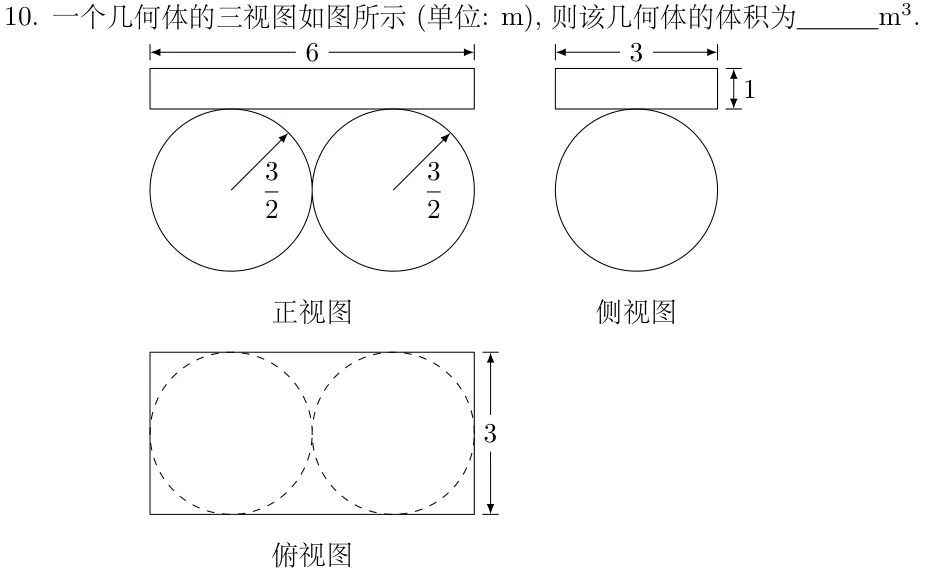 10. 一个几何体的三视图如图所示 (单位: m), 则该几何体的体积为______m³.
6
3
1
3/2
3/2
正视图
侧视图
3
俯视图